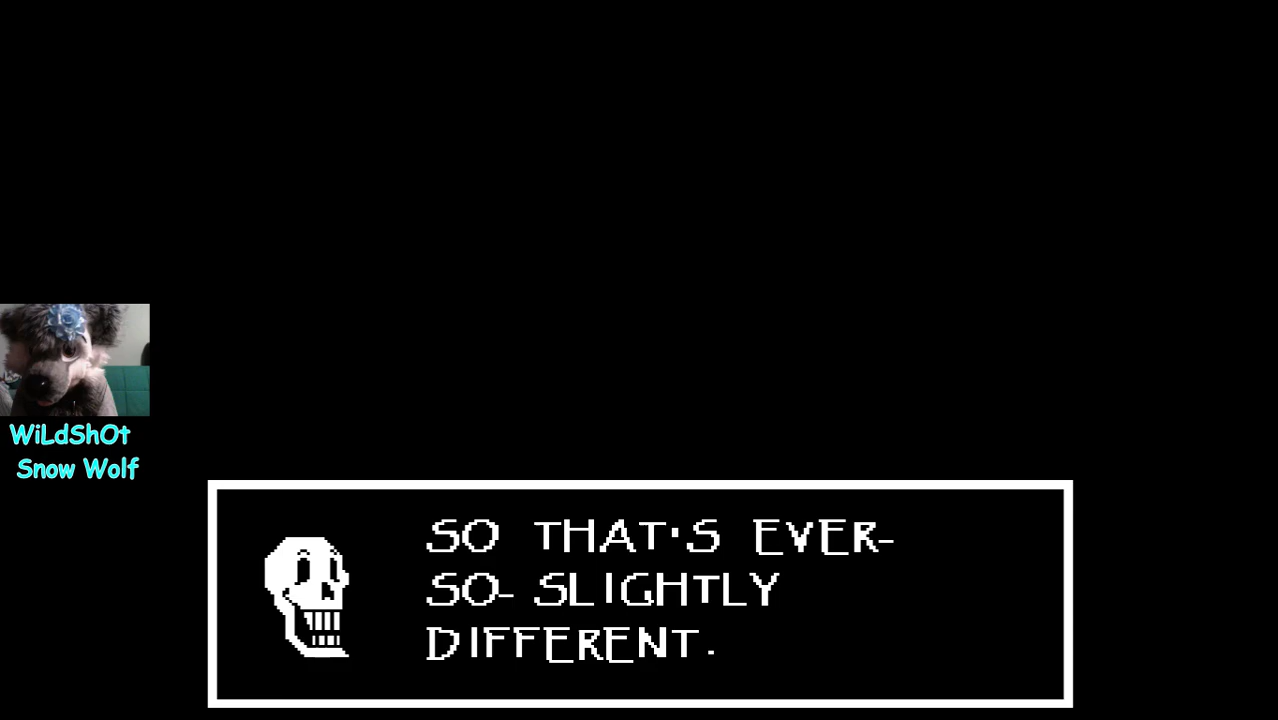 WiLdShOt
Snow Wolf
SO THAT'S EVER-
SO-SLIGHTLY
DIFFERENT.